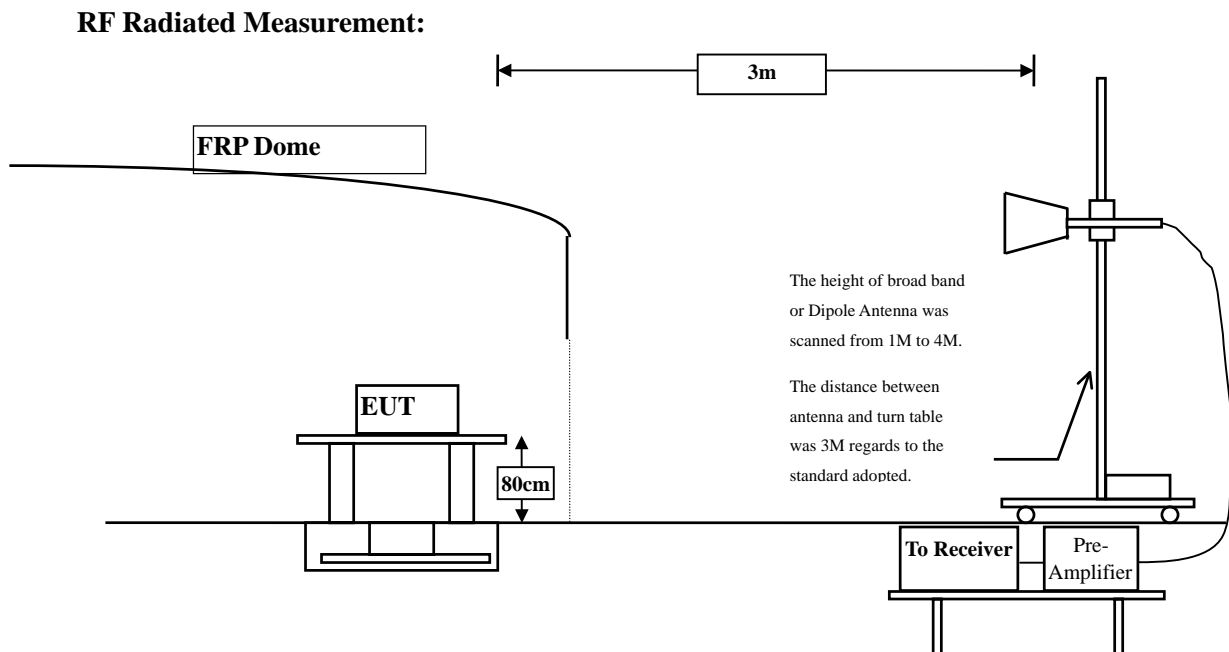 RF Radiated Measurement:
3m
FRP Dome
The height of broad band
or Dipole Antenna was
scanned from 1M to 4M.
The distance between
antenna and turn table
was 3M regards to the
standard adopted.
EUT
80cm
To Receiver
Pre-
Amplifier